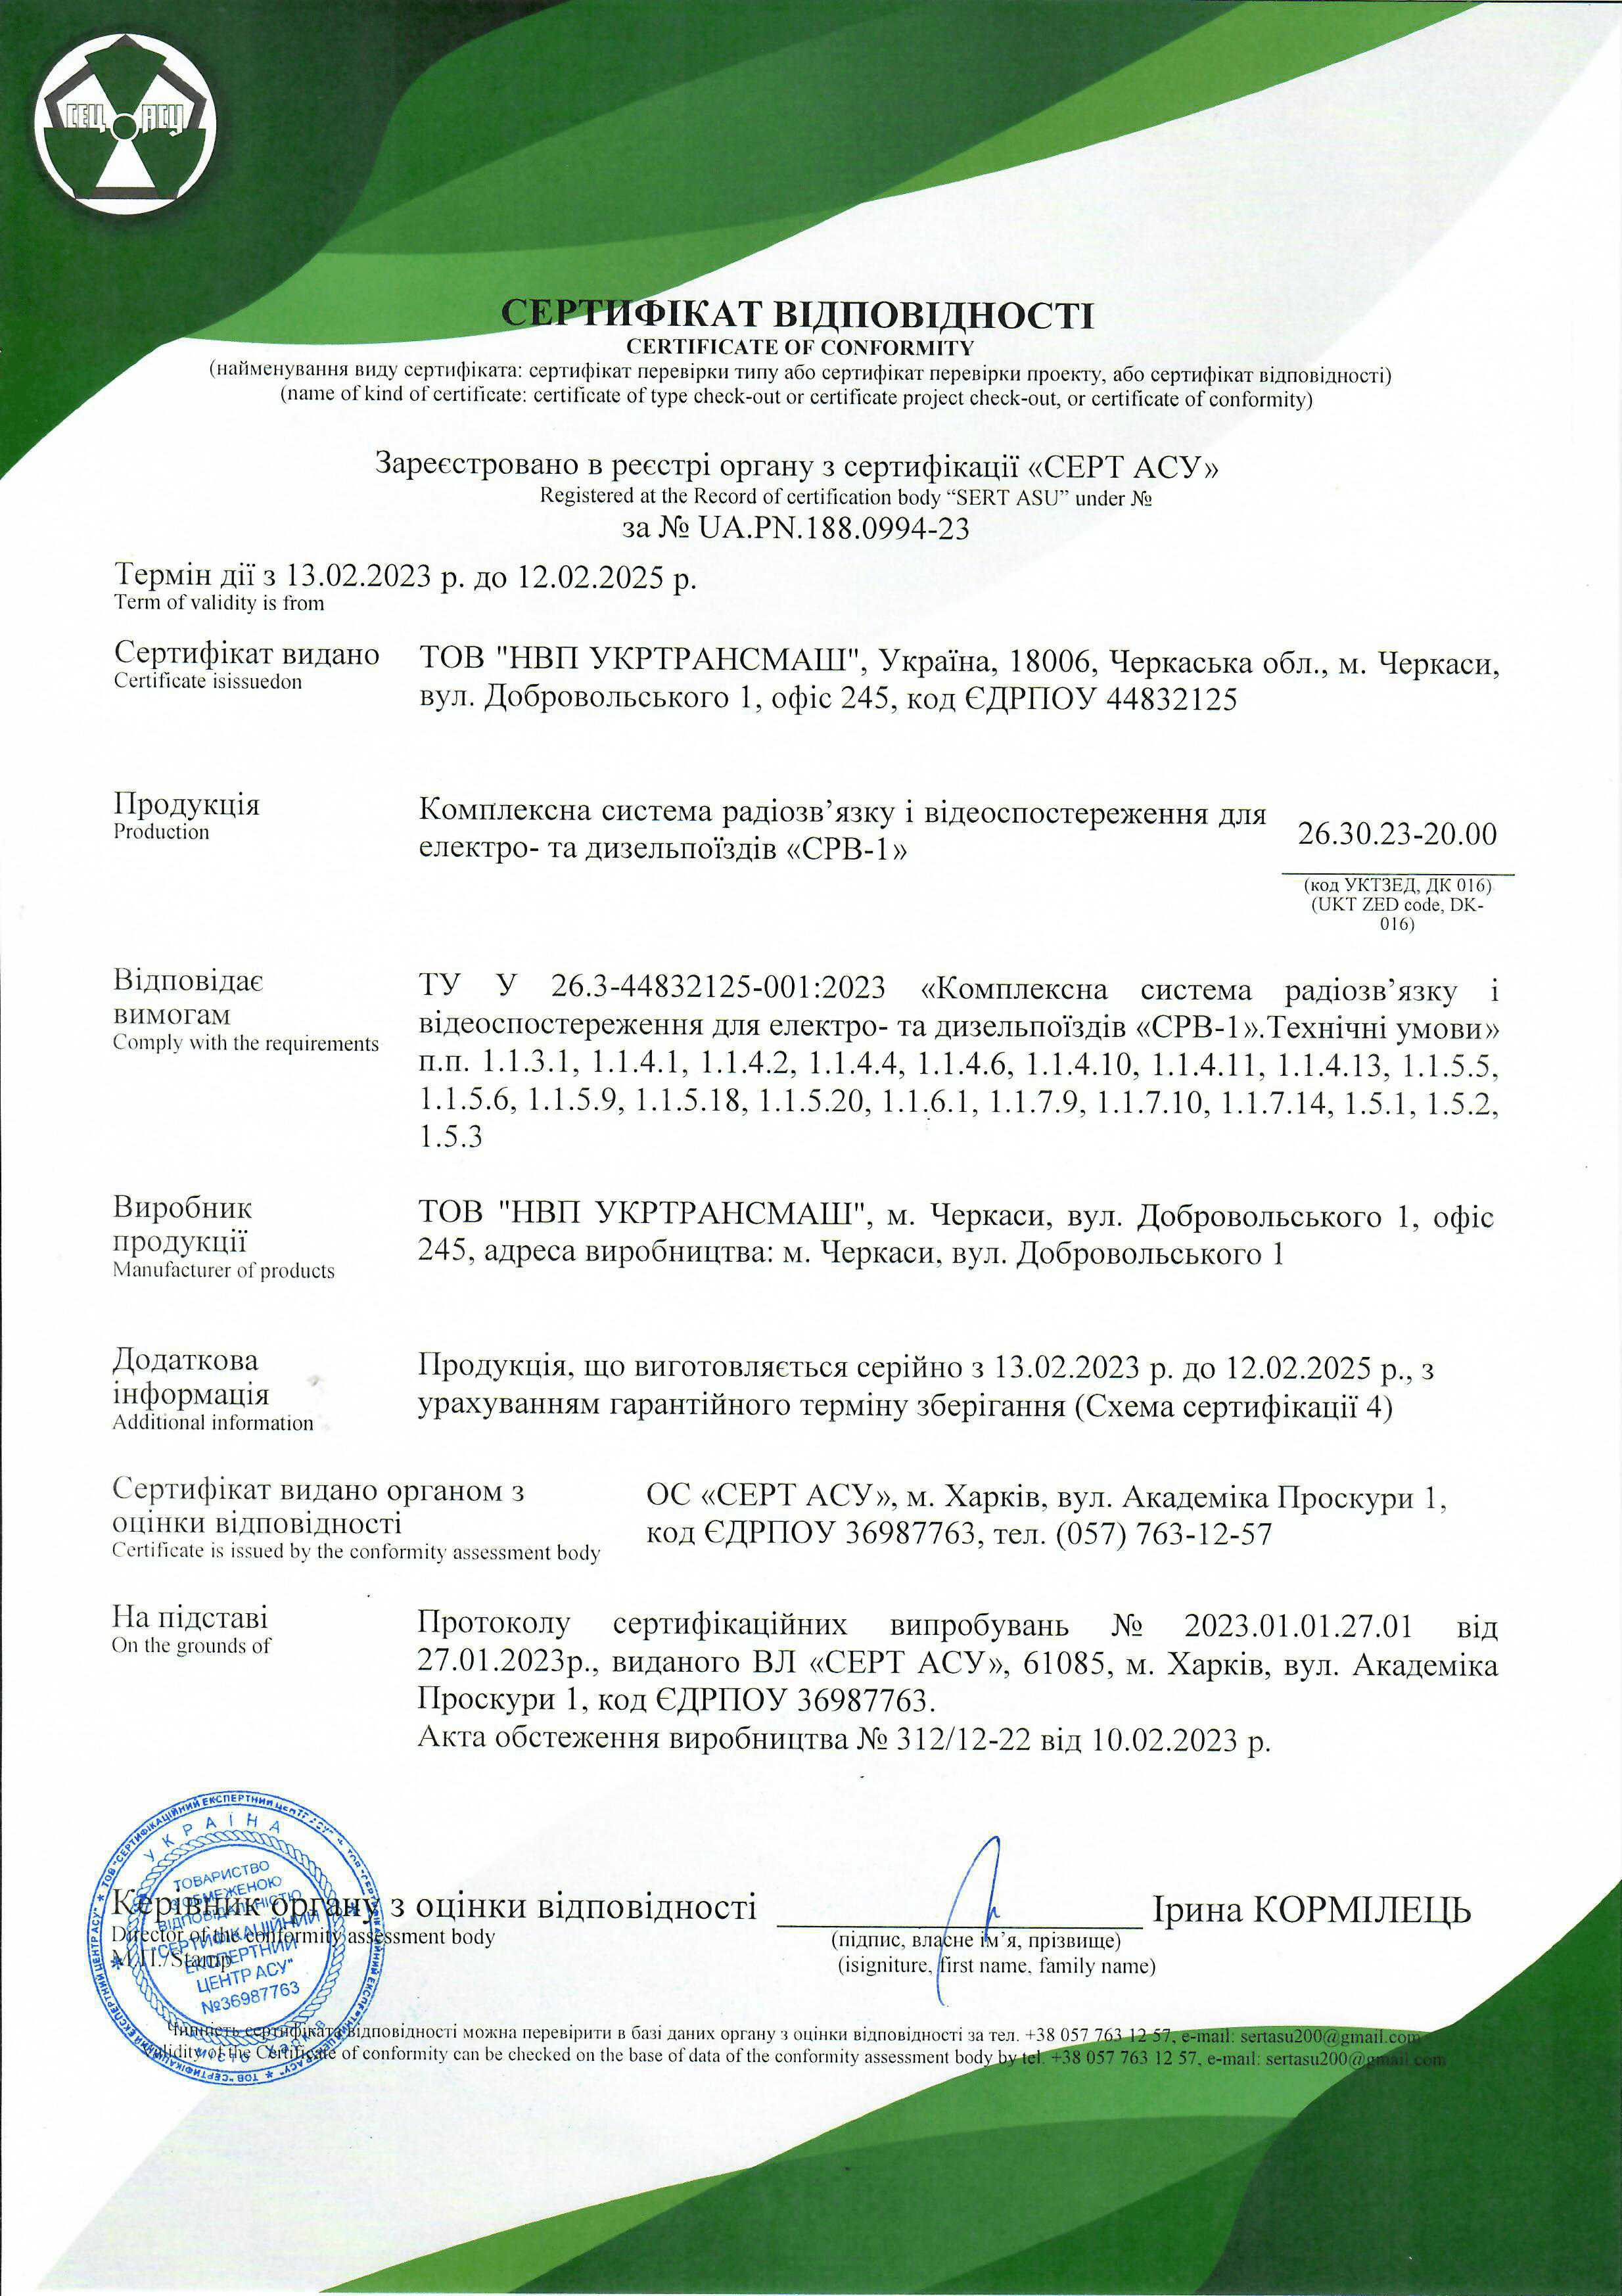 СЕЦ АСУ
СЕРТИФІКАТ ВІДПОВІДНОСТІ
CERTIFICATE OF CONFORMITY
(найменування виду сертифіката: сертифікат перевірки типу або сертифікат перевірки проекту, або сертифікат відповідності)
(name of kind of certificate: certificate of type check-out or certificate project check-out, or certificate of conformity)
Зареєстровано в реєстрі органу з сертифікації «СЕРТ АСУ»
Registered at the Record of certification body “SERT ASU” under №
за № UA.PN.188.0994-23
Термін дії з 13.02.2023 р. до 12.02.2025 р.
Term of validity is from
Сертифікат видано
Certificate isissuedon
ТОВ "НВП УКРТРАНСМАШ", Україна, 18006, Черкаська обл., м. Черкаси,
вул. Добровольського 1, офіс 245, код ЄДРПОУ 44832125
Продукція
Production
Комплексна система радіозв’язку і відеоспостереження для
електро- та дизельпоїздів «СРВ-1»
26.30.23-20.00
(код УКТЗЕД, ДК 016)
(UKT ZED code, DK-
016)
Відповідає
вимогам
Comply with the requirements
ТУ У 26.3-44832125-001:2023 «Комплексна система радіозв’язку і
відеоспостереження для електро- та дизельпоїздів «СРВ-1».Технічні умови»
п.п. 1.1.3.1, 1.1.4.1, 1.1.4.2, 1.1.4.4, 1.1.4.6, 1.1.4.10, 1.1.4.11, 1.1.4.13, 1.1.5.5,
1.1.5.6, 1.1.5.9, 1.1.5.18, 1.1.5.20, 1.1.6.1, 1.1.7.9, 1.1.7.10, 1.1.7.14, 1.5.1, 1.5.2,
1.5.3
Виробник
продукції
Manufacturer of products
ТОВ "НВП УКРТРАНСМАШ", м. Черкаси, вул. Добровольського 1, офіс
245, адреса виробництва: м. Черкаси, вул. Добровольського 1
Додаткова
інформація
Additional information
Продукція, що виготовляється серійно з 13.02.2023 р. до 12.02.2025 р., з
урахуванням гарантійного терміну зберігання (Схема сертифікації 4)
Сертифікат видано органом з
оцінки відповідності
Certificate is issued by the conformity assessment body
ОС «СЕРТ АСУ», м. Харків, вул. Академіка Проскури 1,
код ЄДРПОУ 36987763, тел. (057) 763-12-57
На підставі
On the grounds of
Протоколу сертифікаційних випробувань № 2023.01.01.27.01 від
27.01.2023р., виданого ВЛ «СЕРТ АСУ», 61085, м. Харків, вул. Академіка
Проскури 1, код ЄДРПОУ 36987763.
Акта обстеження виробництва № 312/12-22 від 10.02.2023 р.
Керівник органу з оцінки відповідності
Director of the conformity assessment body
М.П./Stamp
Ірина КОРМІЛЕЦЬ
(підпис, власне ім’я, прізвище)
(isigniture, first name, family name)
УКРАЇНА
ТОВАРИСТВО
З ОБМЕЖЕНОЮ
ВІДПОВІДАЛЬНІСТЮ
"СЕРТИФІКАЦІЙНИЙ
ЕКСПЕРТНИЙ
ЦЕНТР АСУ"
№36987763
місто Харків
Чинність сертифіката відповідності можна перевірити в базі даних органу з оцінки відповідності за тел. +38 057 763 12 57, e-mail: sertasu200@gmail.com
Validity of the Certificate of conformity can be checked on the base of data of the conformity assessment body by tel. +38 057 763 12 57, e-mail: sertasu200@gmail.com